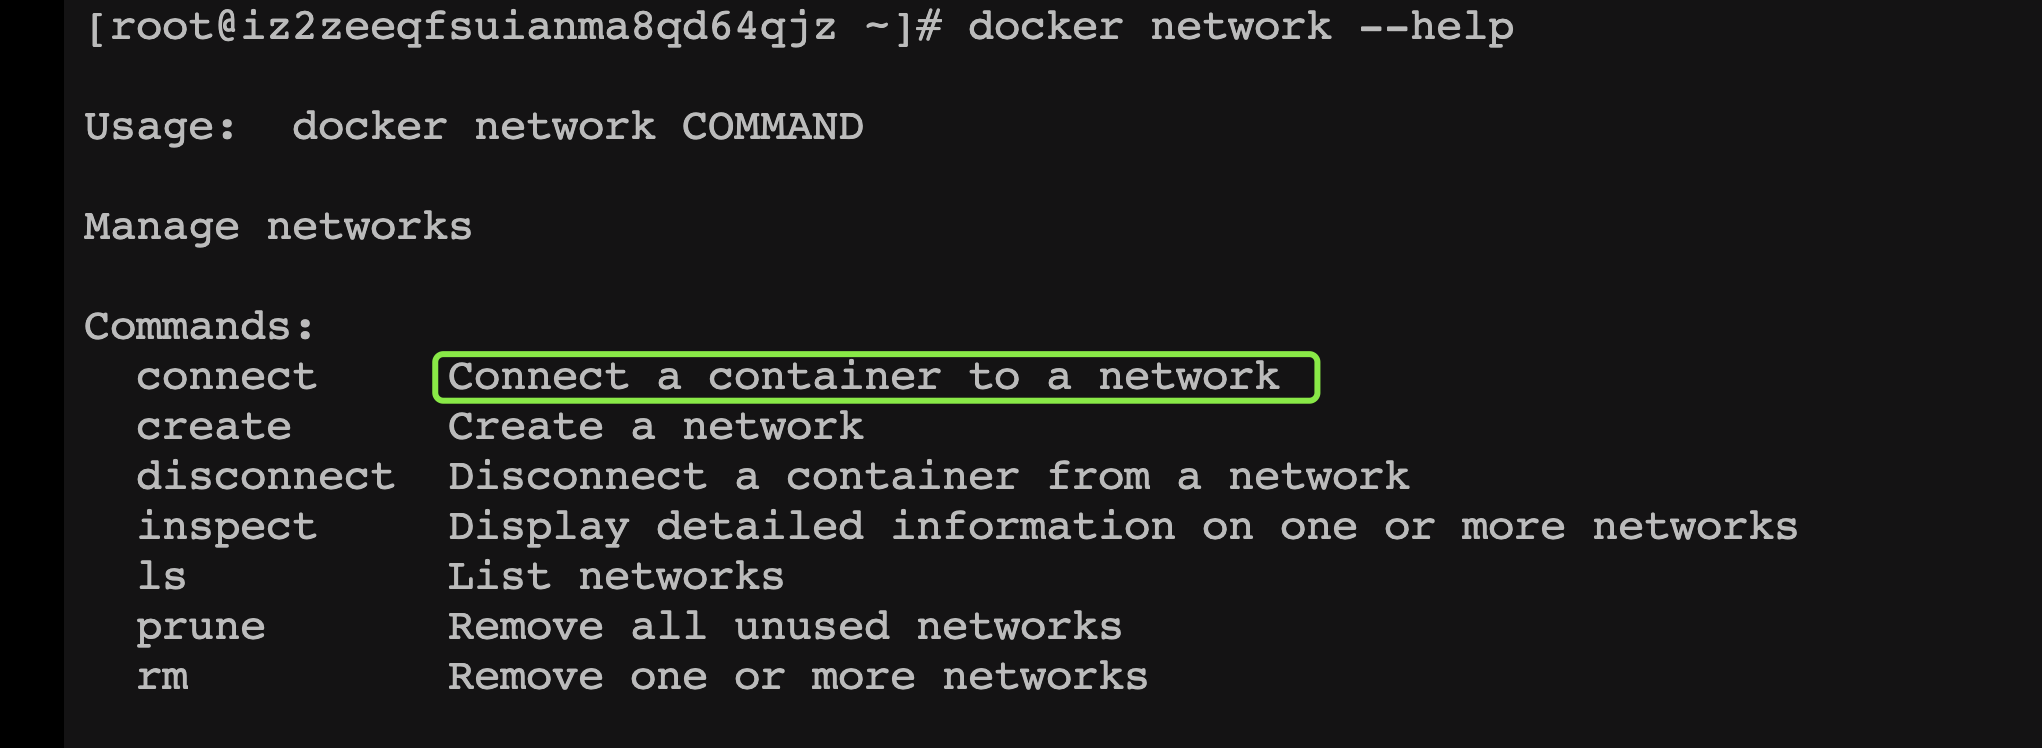 [root@iz2zeeqfsuianma8qd64qjz ~]# docker network --help
Usage:  docker network COMMAND
Manage networks
Commands:
  connect     Connect a container to a network
  create      Create a network
  disconnect  Disconnect a container from a network
  inspect     Display detailed information on one or more networks
  ls          List networks
  prune       Remove all unused networks
  rm          Remove one or more networks